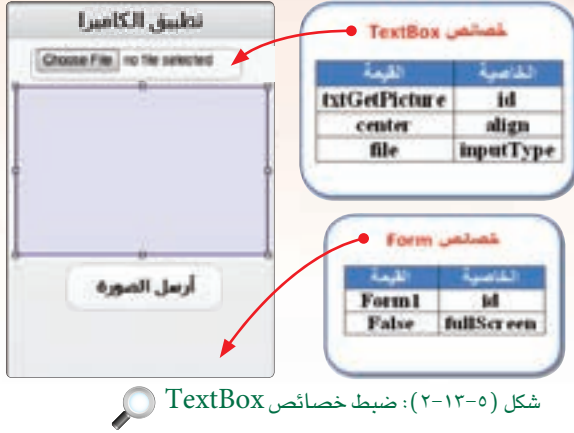 تطبيق الكاميرا
Choose File no file selected
أرسل الصورة
خصائص TextBox
الخاصية القيمة
id txtGetPicture
align center
inputType file
خصائص Form
الخاصية القيمة
id Form1
fullScreen False
شكل (٥-١٣-٢): ضبط خصائص TextBox